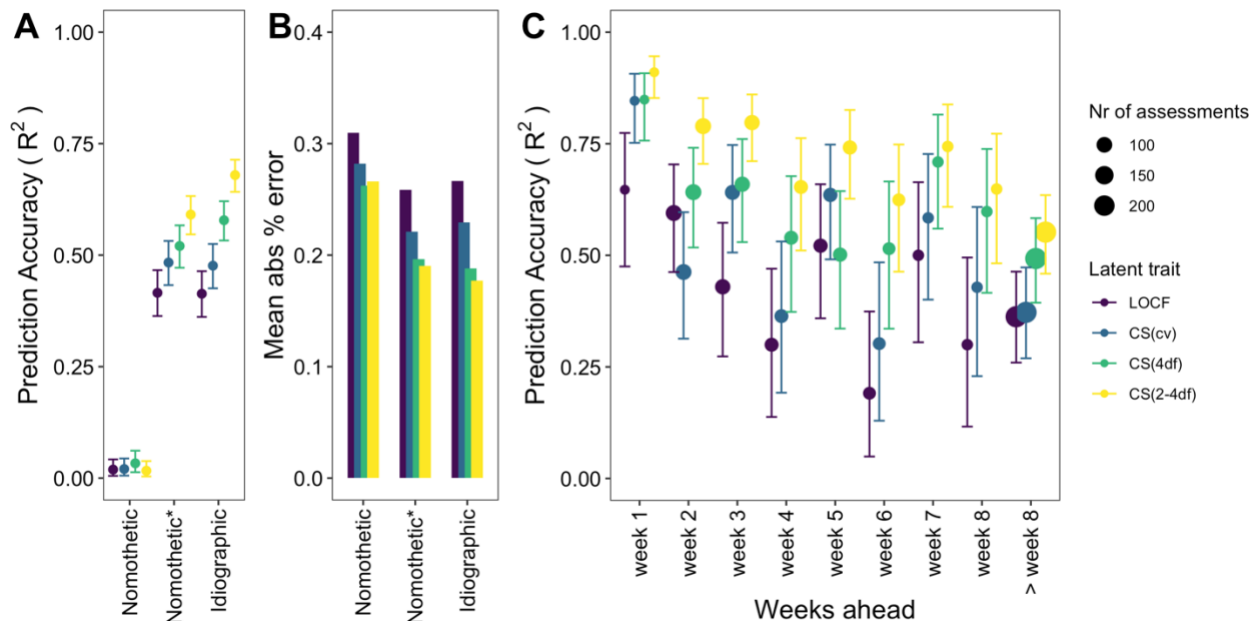 A
Prediction Accuracy ( R² )
1.00
0.75
0.50
0.25
0.00
Nomothetic
Nomothetic*
Idiographic
B
Mean abs % error
0.4
0.3
0.2
0.1
0.0
Nomothetic
Nomothetic*
Idiographic
C
Prediction Accuracy ( R² )
1.00
0.75
0.50
0.25
0.00
week 1
week 2
week 3
week 4
week 5
week 6
week 7
week 8
> week 8
Weeks ahead
Nr of assessments
100
150
200
Latent trait
LOCF
CS(cv)
CS(4df)
CS(2-4df)